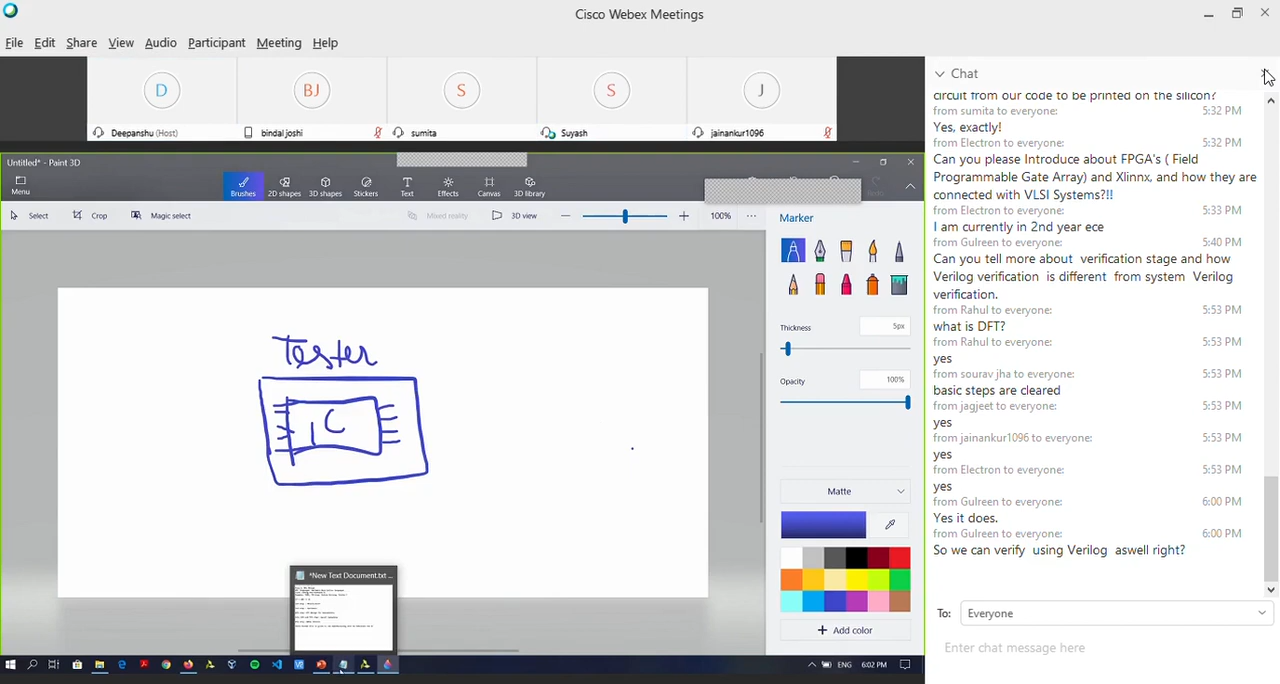 Cisco Webex Meetings
File Edit Share View Audio Participant Meeting Help
D BJ S S J
Deepanshu (Host) bindal joshi sumita Suyash jainankur1096
Untitled* - Paint 3D
Menu Brushes 2D shapes 3D shapes Stickers Text Effects Canvas 3D library
Select Crop Magic select Mixed reality 3D view 100% ...
Marker
Thickness 5px
Opacity 100%
Matte
Add color
Tester
IC
*New Text Document.txt ...
ENG 6:02 PM
Chat
circuit from our code to be printed on the silicon?
from sumita to everyone: 5:32 PM
Yes, exactly!
from Electron to everyone: 5:32 PM
Can you please Introduce about FPGA's ( Field
Programmable Gate Array) and Xlinnx, and how they are
connected with VLSI Systems?!!
from Electron to everyone: 5:33 PM
I am currently in 2nd year ece
from Gulreen to everyone: 5:40 PM
Can you tell more about verification stage and how
Verilog verification is different from system Verilog
verification.
from Rahul to everyone: 5:53 PM
what is DFT?
from Rahul to everyone: 5:53 PM
yes
from sourav jha to everyone: 5:53 PM
basic steps are cleared
from jagjeet to everyone: 5:53 PM
yes
from jainankur1096 to everyone: 5:53 PM
yes
from Electron to everyone: 5:53 PM
yes
from Gulreen to everyone: 6:00 PM
Yes it does.
from Gulreen to everyone: 6:00 PM
So we can verify using Verilog aswell right?
To: Everyone
Enter chat message here